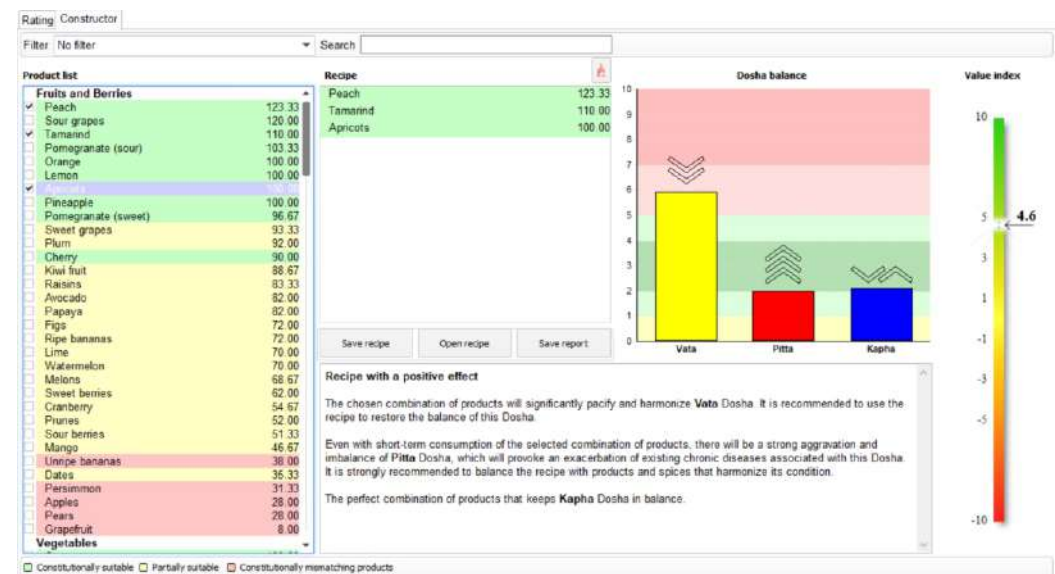 Rating Constructor
Filter No filter Search
Product list
Fruits and Berries
Peach 123.33
Sour grapes 120.00
Tamarind 110.00
Pomegranate (sour) 103.33
Orange 100.00
Lemon 100.00
Apricots 100.00
Pineapple 100.00
Pomegranate (sweet) 96.67
Sweet grapes 93.33
Plum 92.00
Cherry 90.00
Kiwi fruit 88.67
Raisins 83.33
Avocado 82.00
Papaya 82.00
Figs 72.00
Ripe bananas 72.00
Lime 70.00
Watermelon 70.00
Melons 68.67
Sweet berries 62.00
Cranberry 54.67
Prunes 52.00
Sour berries 51.33
Mango 46.67
Unripe bananas 38.00
Dates 35.33
Persimmon 31.33
Apples 28.00
Pears 28.00
Grapefruit 8.00
Vegetables
Recipe
Peach 123.33
Tamarind 110.00
Apricots 100.00
Save recipe Open recipe Save report
Dosha balance
10
9
8
7
6
5
4
3
2
1
0
Vata Pitta Kapha
Value index
10
5 4.6
3
1
-1
-3
-5
-10
Recipe with a positive effect
The chosen combination of products will significantly pacify and harmonize Vata Dosha. It is recommended to use the
recipe to restore the balance of this Dosha.
Even with short-term consumption of the selected combination of products, there will be a strong aggravation and
imbalance of Pitta Dosha, which will provoke an exacerbation of existing chronic diseases associated with this Dosha.
It is strongly recommended to balance the recipe with products and spices that harmonize its condition.
The perfect combination of products that keeps Kapha Dosha in balance.
Constitutionally suitable Partially suitable Constitutionally mismatching products